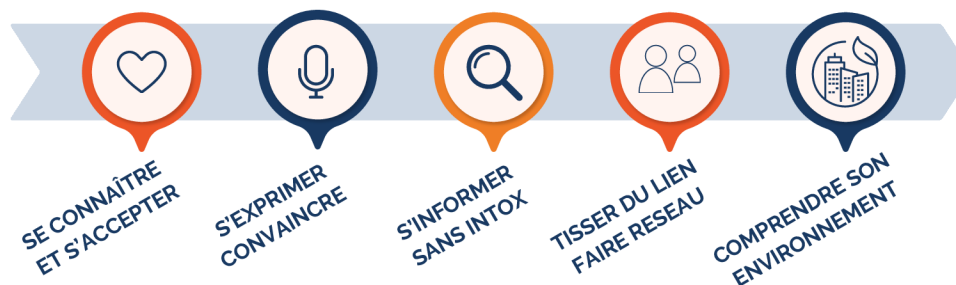 SE CONNAÎTRE
ET S'ACCEPTER
S'EXPRIMER
CONVAINCRE
S'INFORMER
SANS INTOX
TISSER DU LIEN
FAIRE RESEAU
COMPRENDRE SON
ENVIRONNEMENT